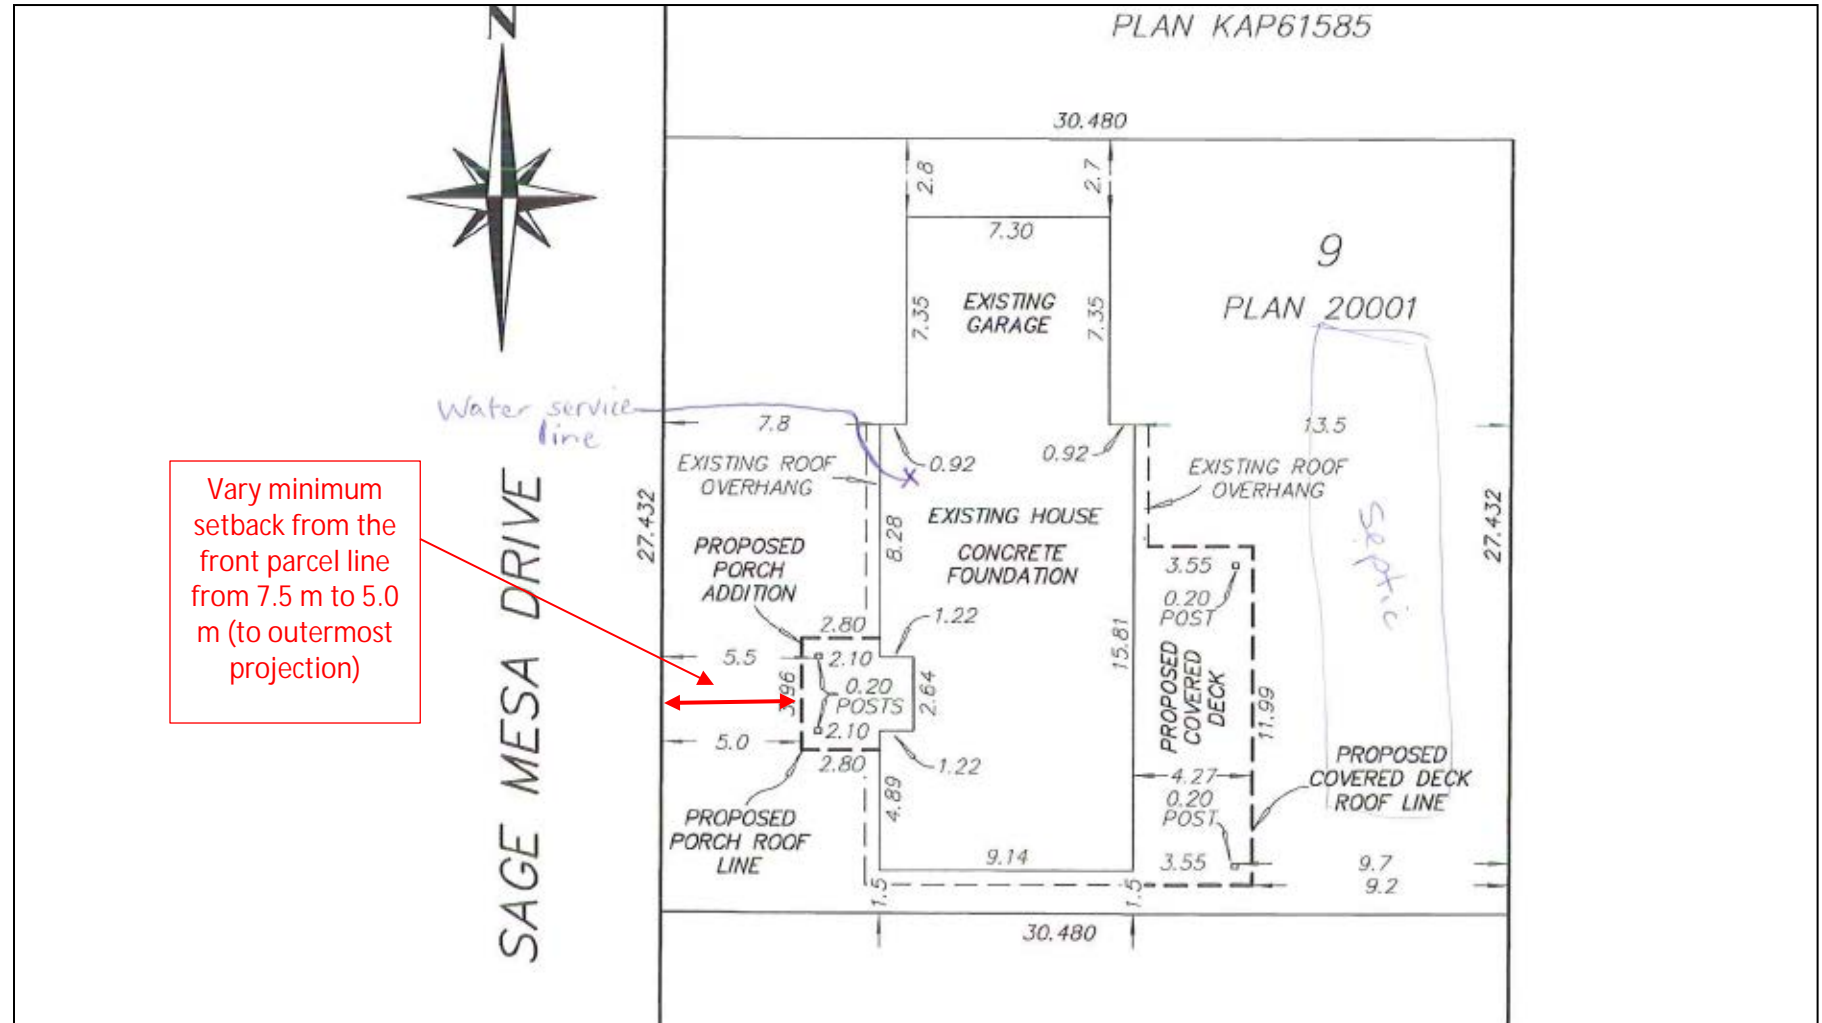 N
PLAN KAP61585
30.480
2.8
2.7
7.30
9
PLAN 20001
EXISTING
GARAGE
7.35
7.35
Water service
line
7.8
13.5
0.92
0.92
EXISTING ROOF
OVERHANG
EXISTING ROOF
OVERHANG
Vary minimum
setback from the
front parcel line
from 7.5 m to 5.0
m (to outermost
projection)
SAGE MESA DRIVE
27.432
27.432
Septic
EXISTING HOUSE
CONCRETE
FOUNDATION
8.28
PROPOSED
PORCH
ADDITION
3.55
0.20
POST
2.80
1.22
15.81
5.5
2.10
0.20
POSTS
3.96
2.64
PROPOSED
COVERED
DECK
11.99
2.10
5.0
2.80
1.22
4.89
4.27
0.20
POST
PROPOSED
COVERED DECK
ROOF LINE
PROPOSED
PORCH ROOF
LINE
9.14
3.55
9.7
9.2
1.5
1.5
30.480